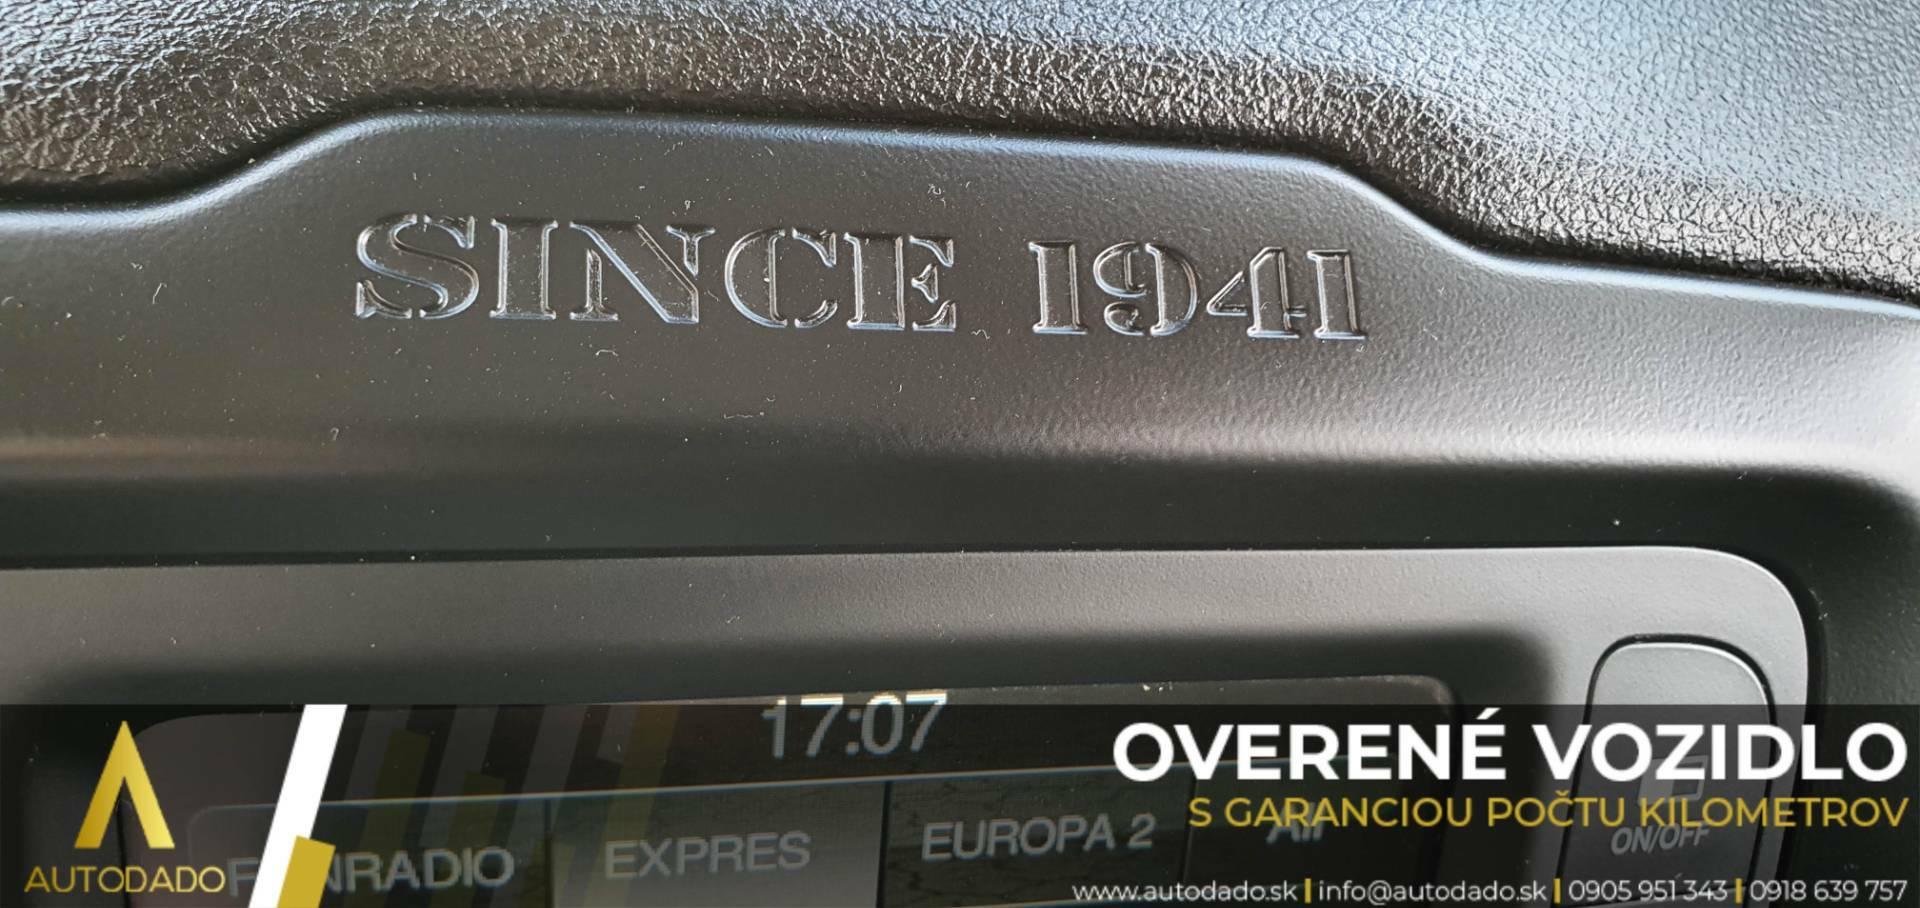 SINCE 1941
17:07
EXPRES
EUROPA 2
All
ON/OFF
AUTODADO
OVERENÉ VOZIDLO
S GARANCIOU POČTU KILOMETROV
www.autodado.sk | info@autodado.sk | 0905 951 343 | 0918 639 757